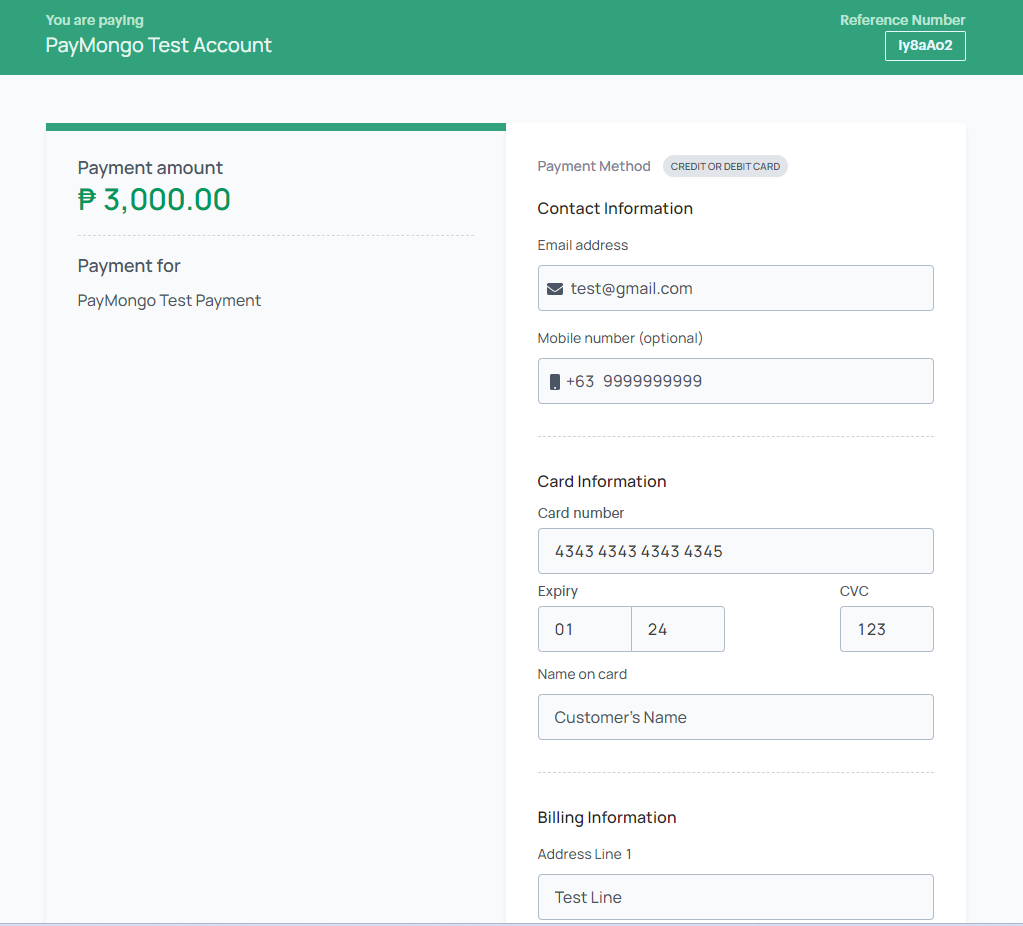 You are paying
PayMongo Test Account
Reference Number
Iy8aAo2
Payment amount
₱ 3,000.00
Payment for
PayMongo Test Payment
Payment Method CREDIT OR DEBIT CARD
Contact Information
Email address
test@gmail.com
Mobile number (optional)
+63 9999999999
Card Information
Card number
4343 4343 4343 4345
Expiry CVC
01 24 123
Name on card
Customer's Name
Billing Information
Address Line 1
Test Line